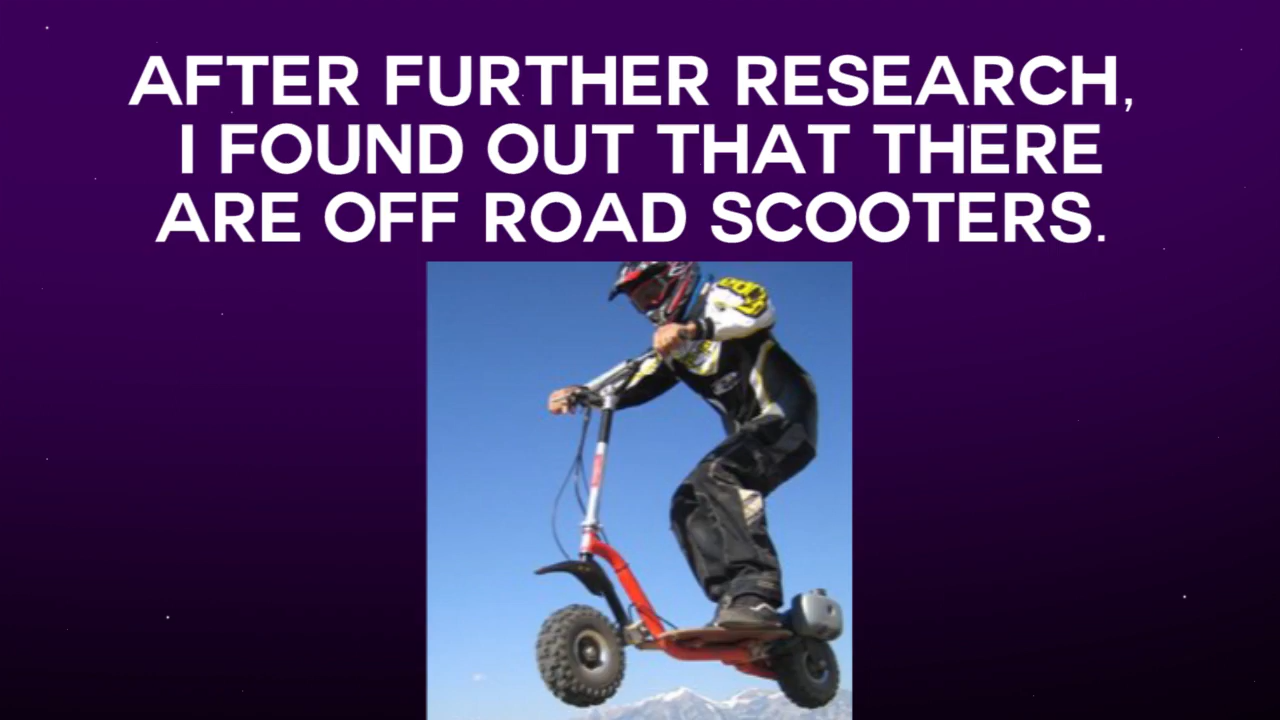 AFTER FURTHER RESEARCH,
I FOUND OUT THAT THERE
ARE OFF ROAD SCOOTERS.